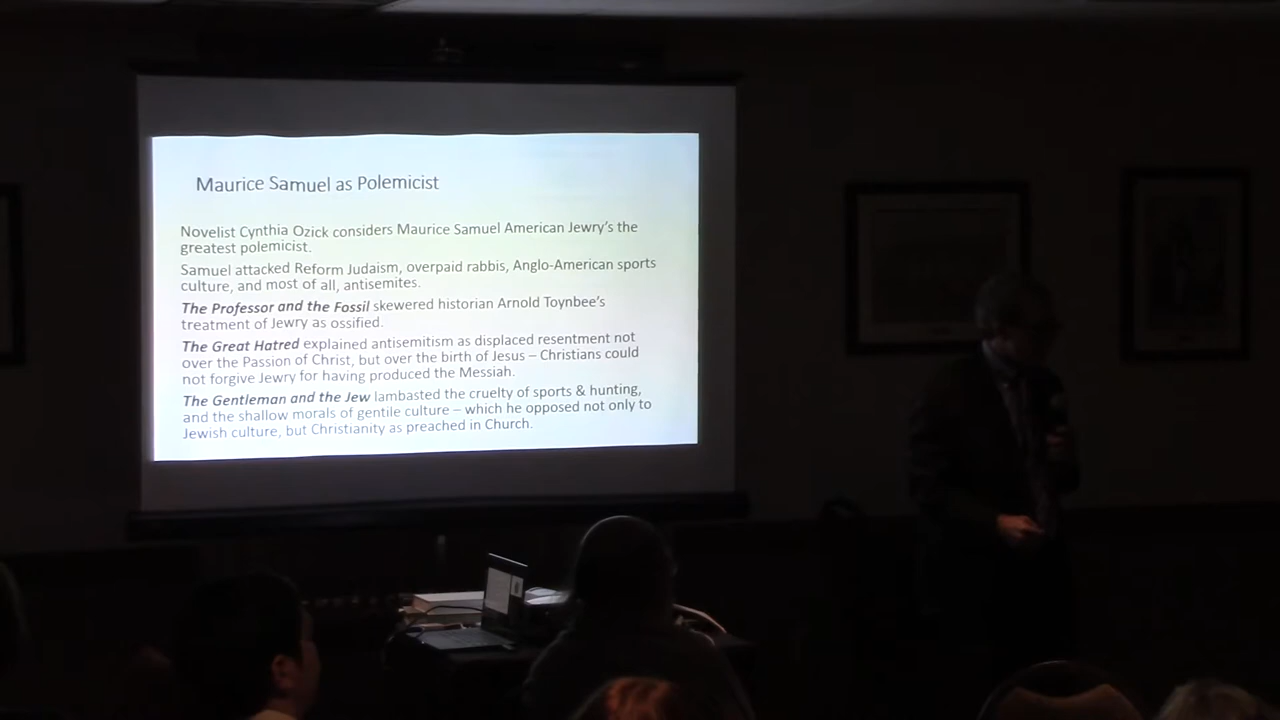 Maurice Samuel as Polemicist
Novelist Cynthia Ozick considers Maurice Samuel American Jewry's the
greatest polemicist.
Samuel attacked Reform Judaism, overpaid rabbis, Anglo-American sports
culture, and most of all, antisemites.
The Professor and the Fossil skewered historian Arnold Toynbee's
treatment of Jewry as ossified.
The Great Hatred explained antisemitism as displaced resentment not
over the Passion of Christ, but over the birth of Jesus – Christians could
not forgive Jewry for having produced the Messiah.
The Gentleman and the Jew lambasted the cruelty of sports & hunting,
and the shallow morals of gentile culture – which he opposed not only to
Jewish culture, but Christianity as preached in Church.